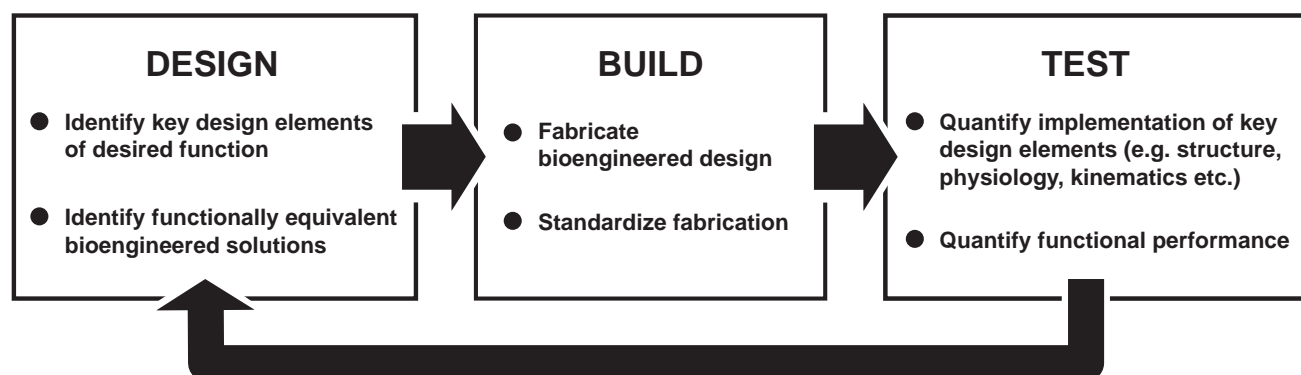 DESIGN
● Identify key design elements
of desired function
● Identify functionally equivalent
bioengineered solutions
BUILD
● Fabricate
bioengineered design
● Standardize fabrication
TEST
● Quantify implementation of key
design elements (e.g. structure,
physiology, kinematics etc.)
● Quantify functional performance